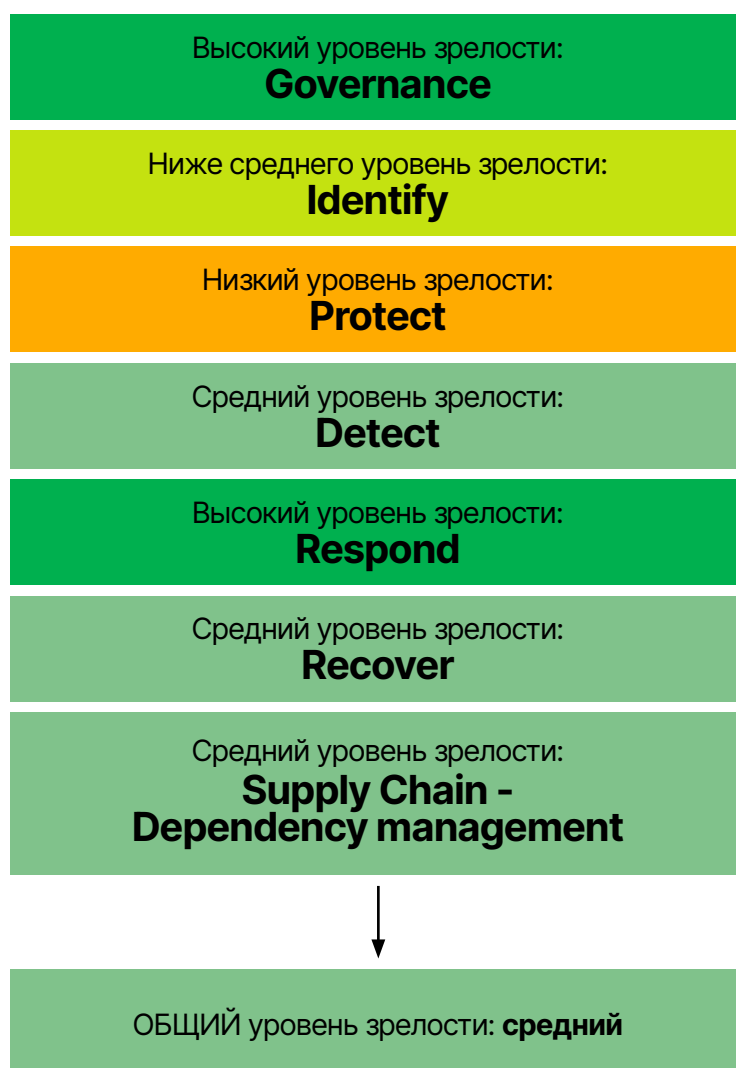 Высокий уровень зрелости:
Governance
Ниже среднего уровень зрелости:
Identify
Низкий уровень зрелости:
Protect
Средний уровень зрелости:
Detect
Высокий уровень зрелости:
Respond
Средний уровень зрелости:
Recover
Средний уровень зрелости:
Supply Chain -
Dependency management
ОБЩИЙ уровень зрелости: средний